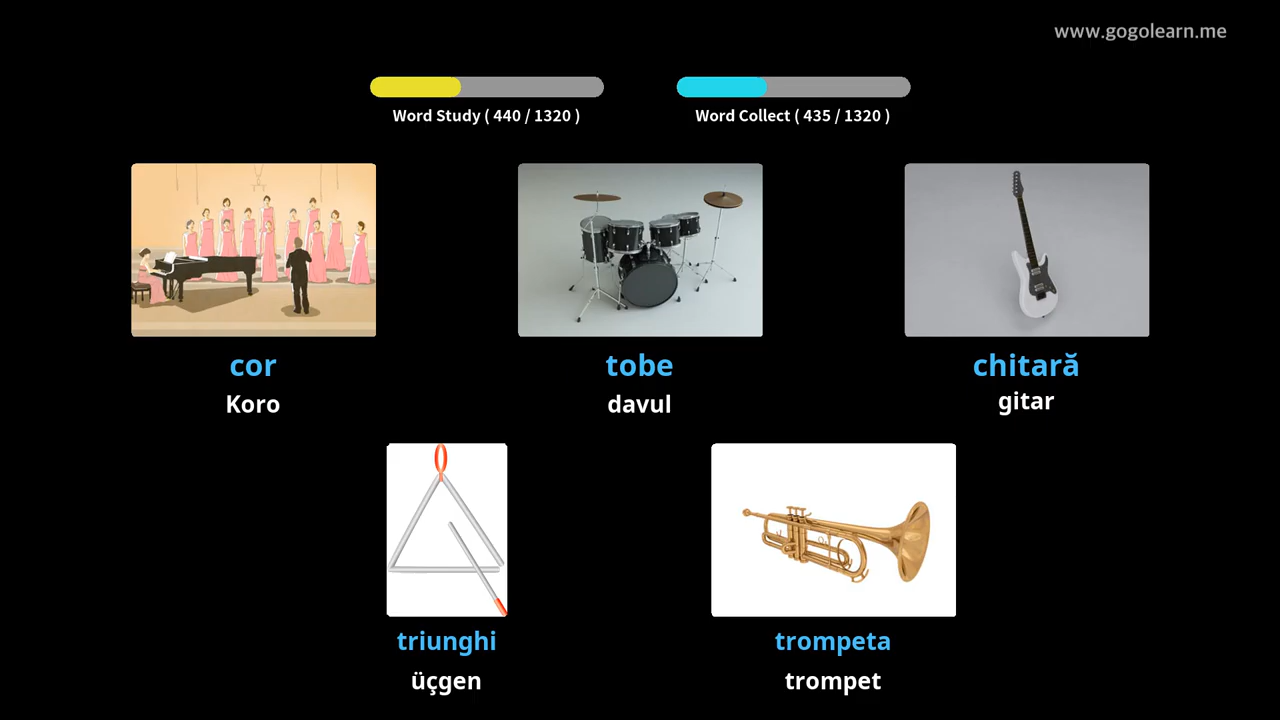 www.gogolearn.me
Word Study ( 440 / 1320 )
Word Collect ( 435 / 1320 )
cor
Koro
tobe
davul
chitară
gitar
triunghi
üçgen
trompeta
trompet